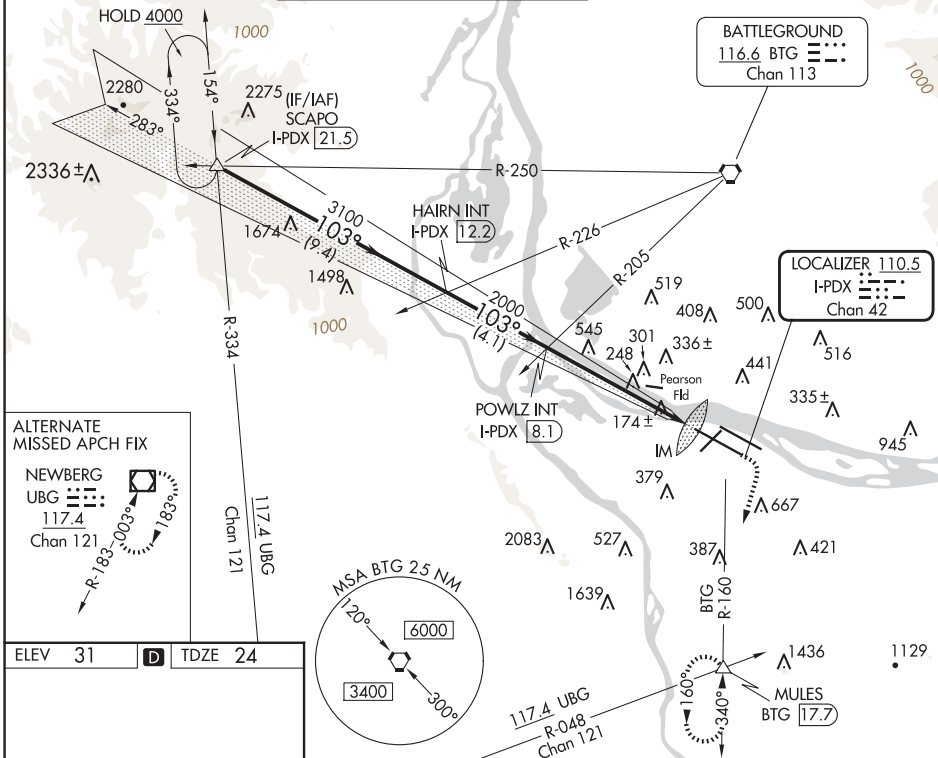 HOLD 4000
1000
BATTLEGROUND
116.6 BTG
Chan 113
1000
2280
154°
334°
283°
2275
(IF/IAF)
SCAPO
I-PDX 21.5
2336±
R-250
3100
103°
(9.4)
1674
HAIRN INT
I-PDX 12.2
R-226
R-205
1498
1000
R-334
2000
103°
(4.1)
LOCALIZER 110.5
I-PDX
Chan 42
519
408
500
545
301
248
336±
516
Pearson
Fld
441
174±
335±
945
POWLZ INT
I-PDX 8.1
IM
379
667
ALTERNATE
MISSED APCH FIX
NEWBERG
UBG
117.4
Chan 121
R-183
003°
183°
117.4 UBG
Chan 121
2083
527
387
421
1639
BTG
R-160
MSA BTG 25 NM
120°
6000
3400
300°
1436
1129
160°
340°
MULES
BTG 17.7
117.4 UBG
R-048
Chan 121
ELEV 31
D
TDZE 24